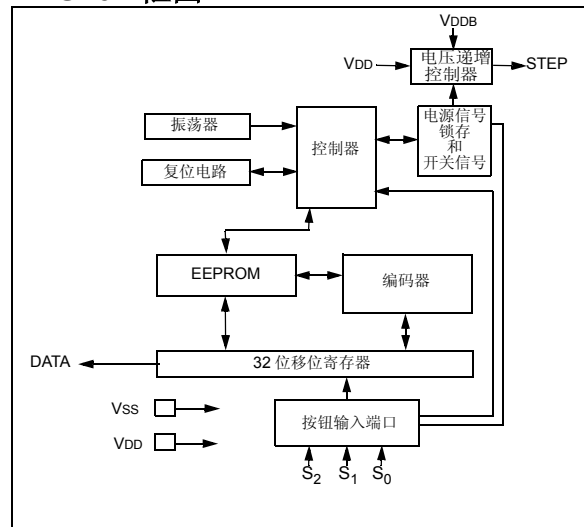 框图
VDDB
VDD
电压递增
控制器
STEP
振荡器
控制器
电源信号
锁存
和
开关信号
复位电路
EEPROM
编码器
DATA
32 位移位寄存器
VSS
按钮输入端口
VDD
S2 S1 S0